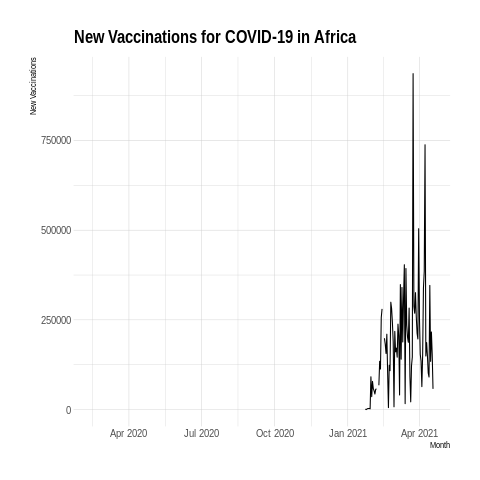 New Vaccinations for COVID-19 in Africa
New Vaccinations
750000
500000
250000
0
Apr 2020 Jul 2020 Oct 2020 Jan 2021 Apr 2021
Month